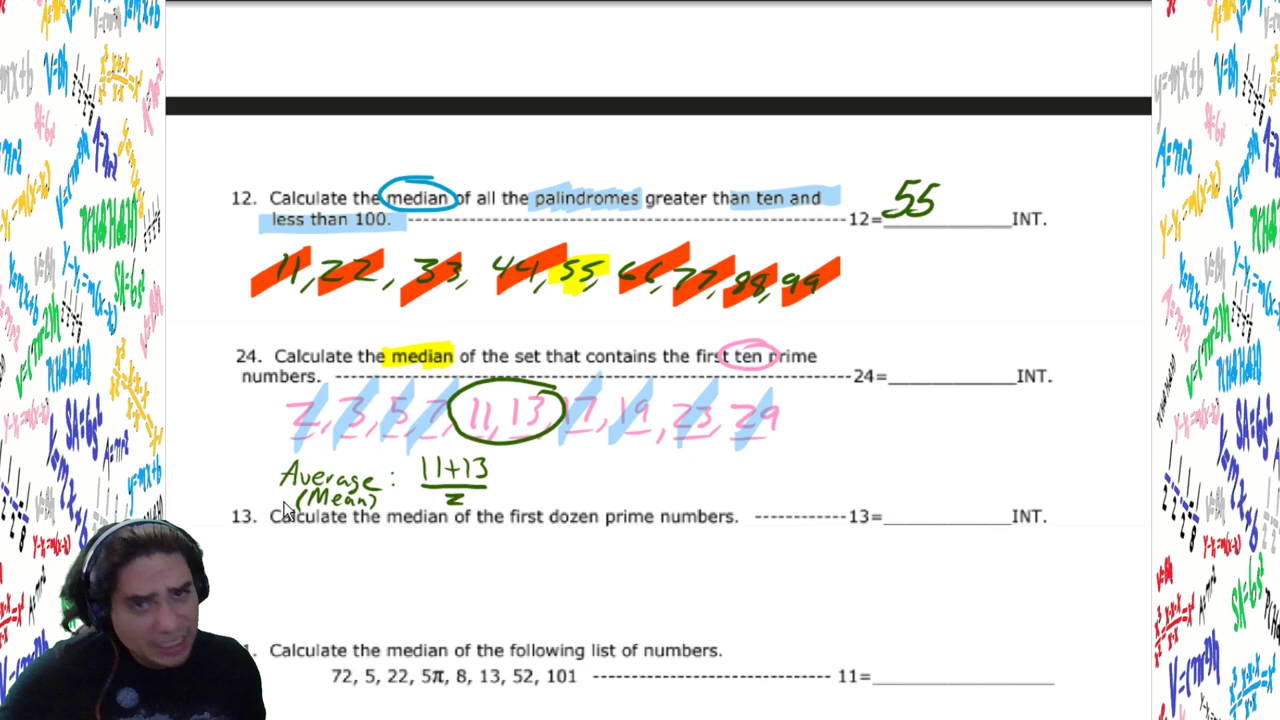 12. Calculate the median of all the palindromes greater than ten and
less than 100. ---------------------------------------------------------12=____________INT.
55
11, 22, 33, 44, 55, 66, 77, 88, 99
24. Calculate the median of the set that contains the first ten prime
numbers. -------------------------------------------------------------------24=____________INT.
2, 3, 5, 7, 11, 13, 17, 19, 23, 29
Average : 11+13
(Mean) 2
13. Calculate the median of the first dozen prime numbers. -----------13=____________INT.
Calculate the median of the following list of numbers.
72, 5, 22, 5π, 8, 13, 52, 101 ------------------------------ 11=________________